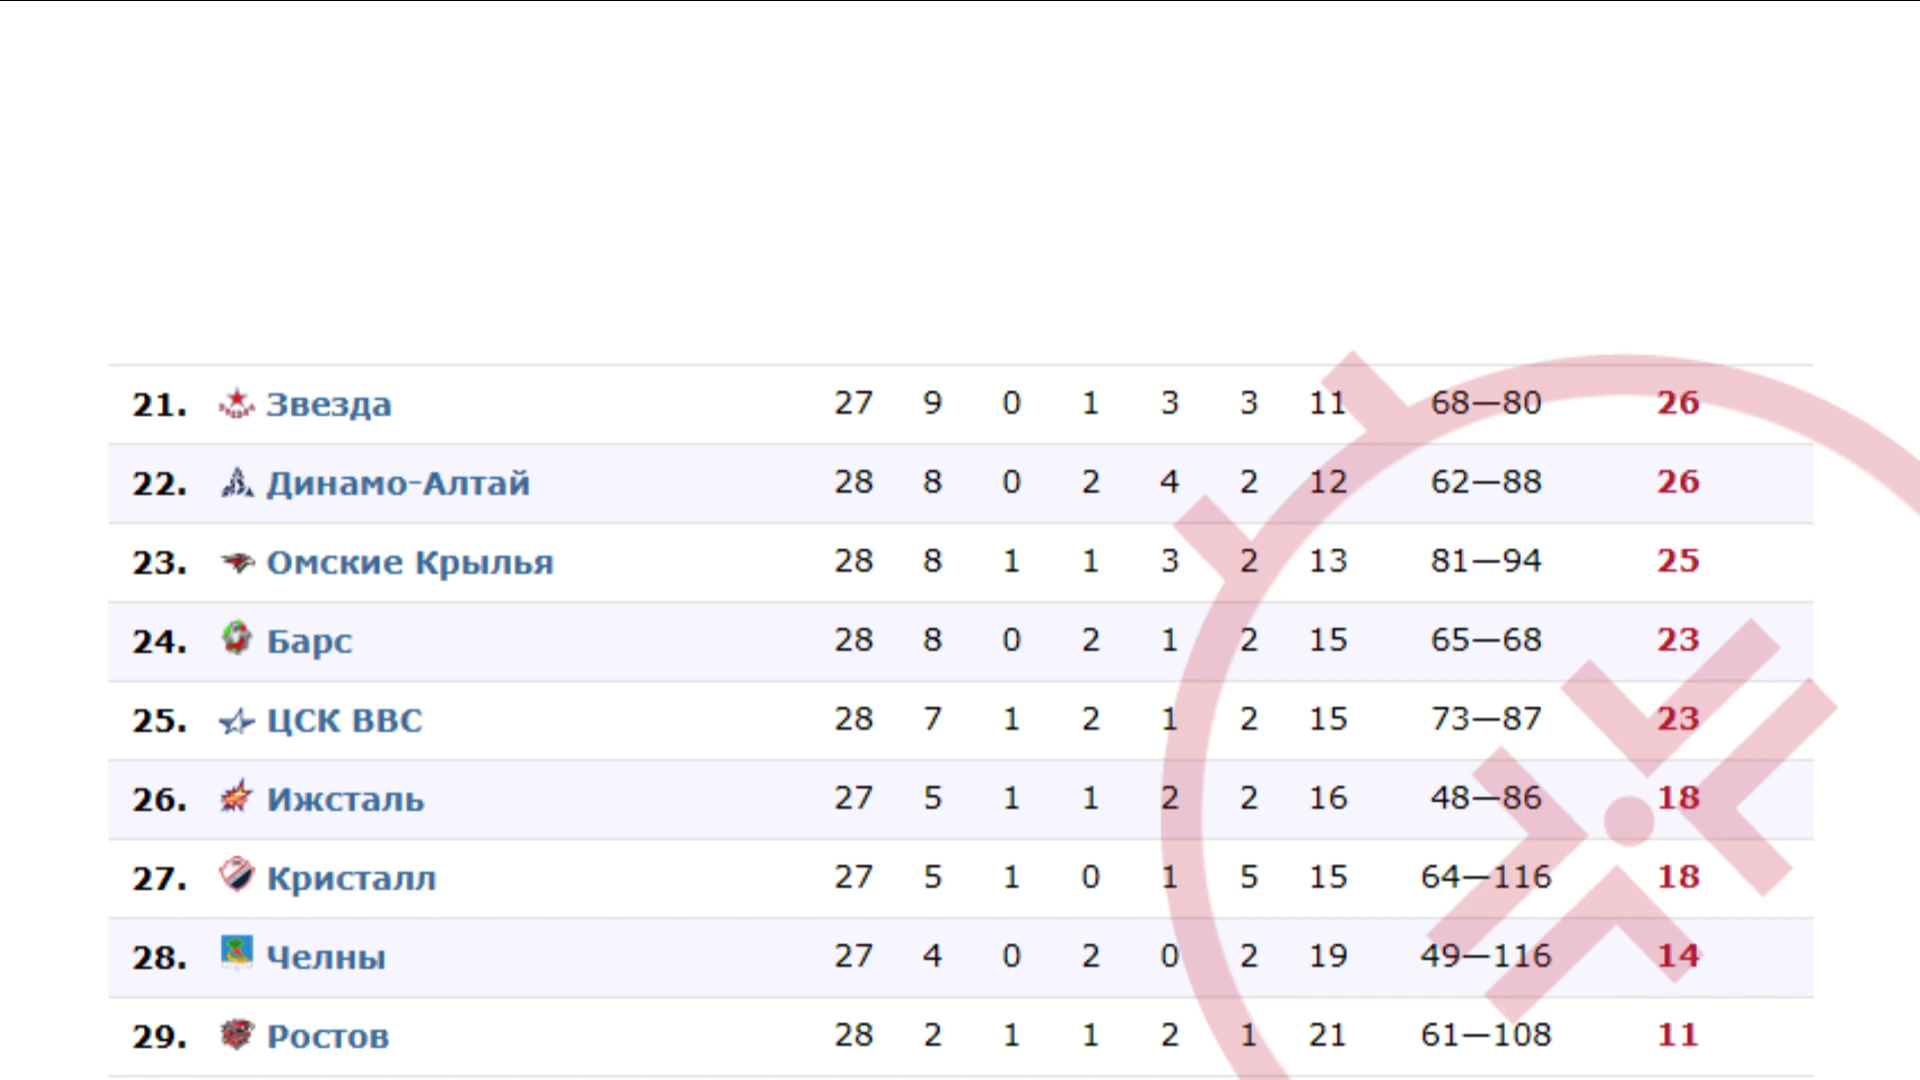 21. Звезда 27 9 0 1 3 3 11 68—80 26
22. Динамо-Алтай 28 8 0 2 4 2 12 62—88 26
23. Омские Крылья 28 8 1 1 3 2 13 81—94 25
24. Барс 28 8 0 2 1 2 15 65—68 23
25. ЦСК ВВС 28 7 1 2 1 2 15 73—87 23
26. Ижсталь 27 5 1 1 2 2 16 48—86 18
27. Кристалл 27 5 1 0 1 5 15 64—116 18
28. Челны 27 4 0 2 0 2 19 49—116 14
29. Ростов 28 2 1 1 2 1 21 61—108 11